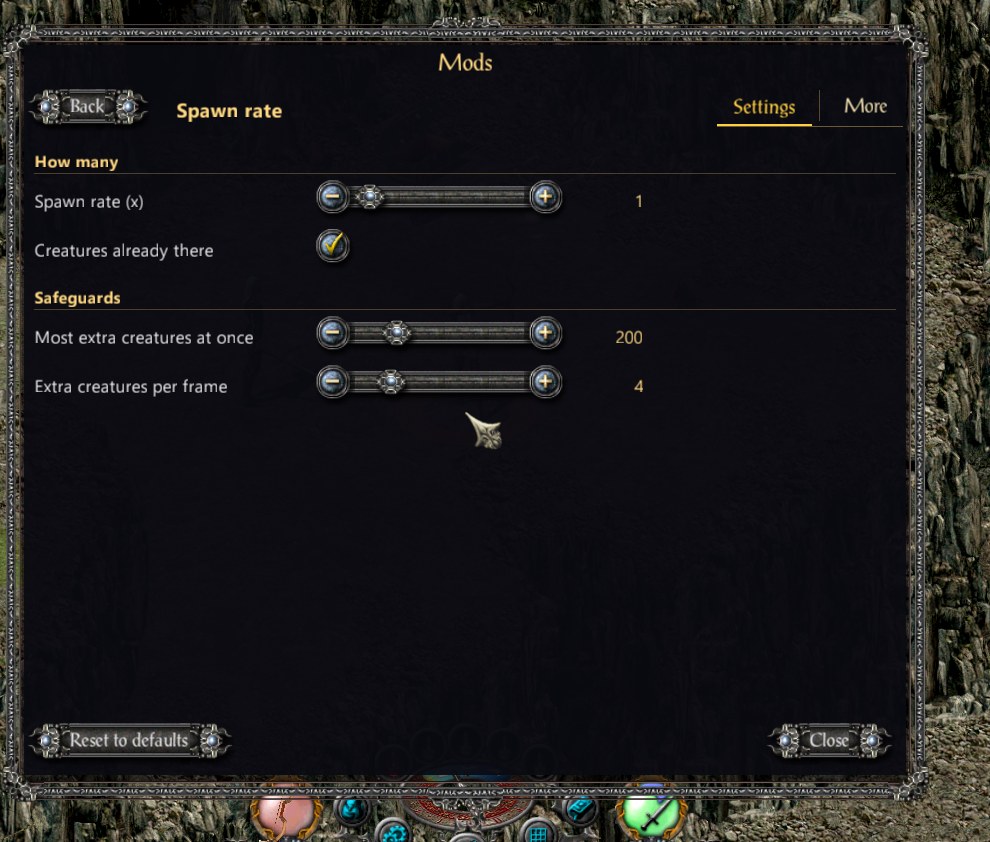 Mods
Back
Spawn rate
Settings
More
How many
Spawn rate (x)
1
Creatures already there
Safeguards
Most extra creatures at once
200
Extra creatures per frame
4
Reset to defaults
Close